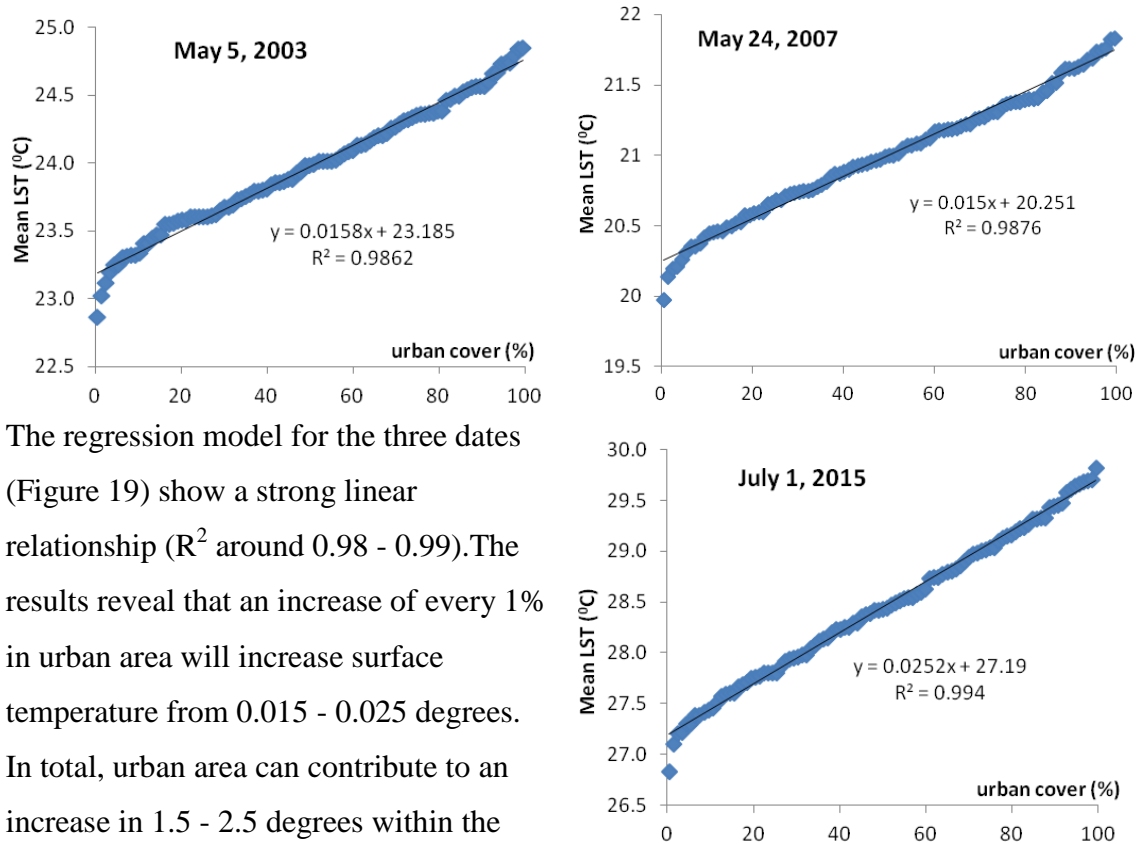 May 5, 2003
Mean LST (⁰C)
25.0
24.5
24.0
23.5
23.0
22.5
y = 0.0158x + 23.185
R² = 0.9862
urban cover (%)
0 20 40 60 80 100
May 24, 2007
Mean LST (⁰C)
22
21.5
21
20.5
20
19.5
y = 0.015x + 20.251
R² = 0.9876
urban cover (%)
0 20 40 60 80 100
The regression model for the three dates
(Figure 19) show a strong linear
relationship (R² around 0.98 - 0.99).The
results reveal that an increase of every 1%
in urban area will increase surface
temperature from 0.015 - 0.025 degrees.
In total, urban area can contribute to an
increase in 1.5 - 2.5 degrees within the
July 1, 2015
Mean LST (⁰C)
30.0
29.5
29.0
28.5
28.0
27.5
27.0
26.5
y = 0.0252x + 27.19
R² = 0.994
urban cover (%)
0 20 40 60 80 100